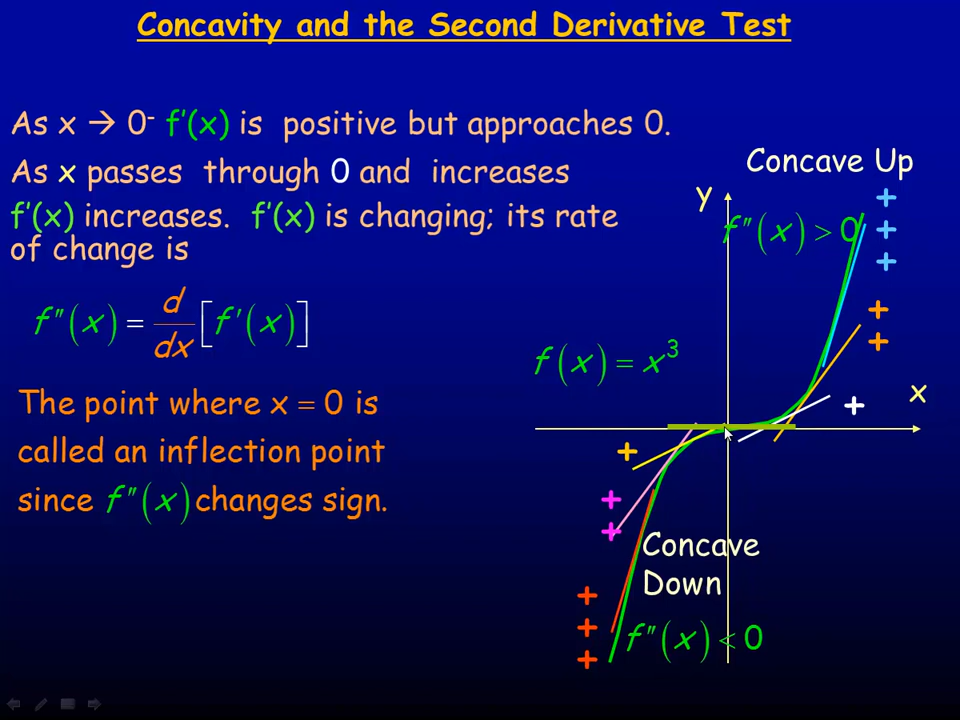 Concavity and the Second Derivative Test
As x → 0⁻ f'(x) is positive but approaches 0.
As x passes through 0 and increases
f'(x) increases. f'(x) is changing; its rate
of change is
f″(x) = d/dx [f′(x)]
The point where x = 0 is
called an inflection point
since f″(x) changes sign.
Concave Up
y
f″(x) > 0
+
+
+
+
+
f(x) = x³
x
+
+
+
+
Concave
Down
+
+
+
f″(x) < 0